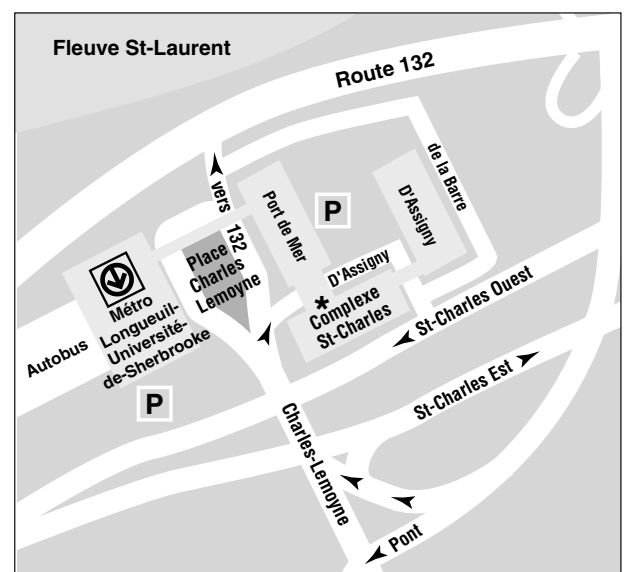 Fleuve St-Laurent
Route 132
de la Barre
vers 132
Port de Mer
P
D'Assigny
Place
Charles
Lemoyne
D'Assigny
*
Complexe
St-Charles
St-Charles Ouest
Métro
Longueuil-
Université-
de-Sherbrooke
Autobus
P
St-Charles Est
Charles-Lemoyne
Pont